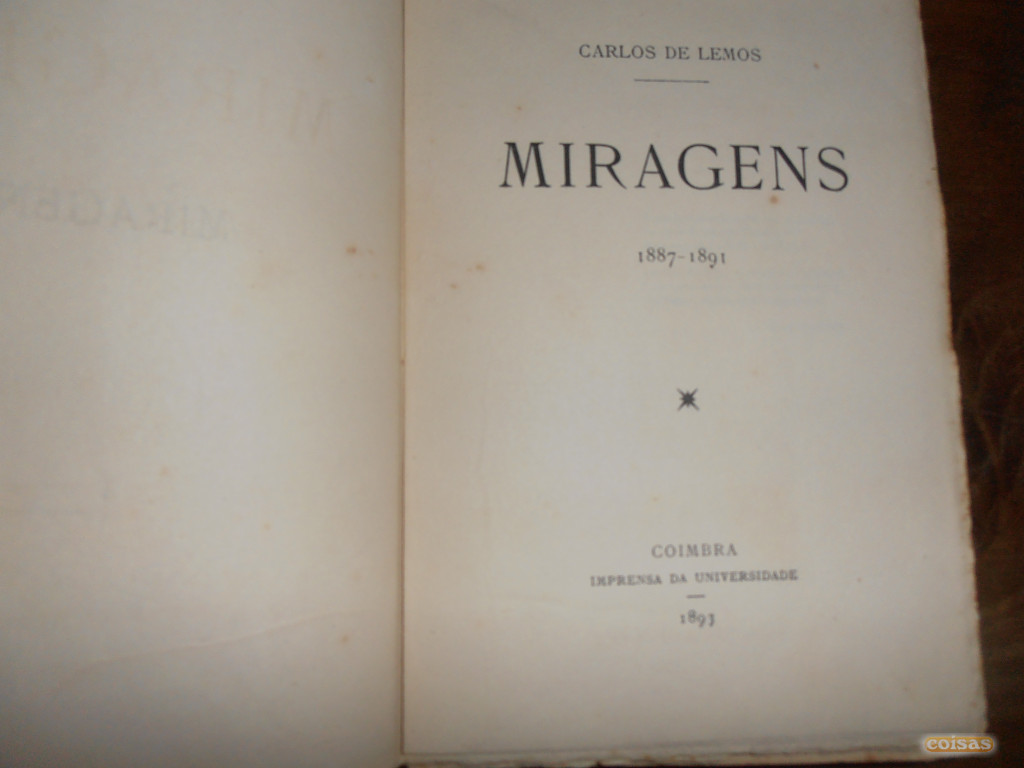 CARLOS DE LEMOS
MIRAGENS
1887-1891
COIMBRA
IMPRENSA DA UNIVERSIDADE
1893
coisas